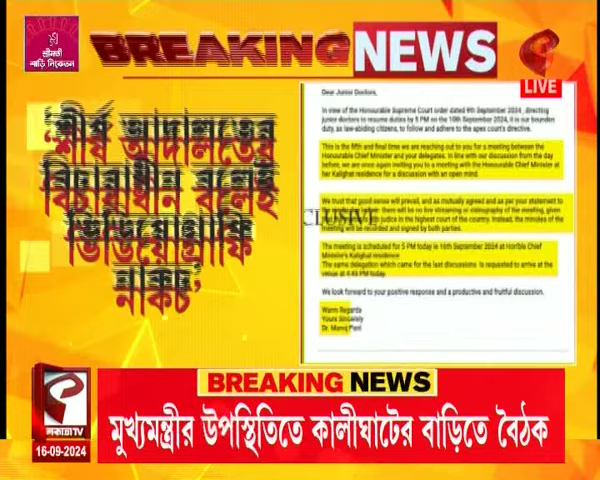 শ্রীমতী
শাড়ি নিকেতন
BREAKING NEWS
LIVE
'শীর্ষ আদালতের
বিচারাধীন বলেই
ভিডিয়োগ্রাফি
নাকচ'
Dear Junior Doctors,
In view of the Honourable Supreme Court order dated 9th September 2024, directing
junior doctors to resume duties by 5 PM on the 10th September 2024, it is our bounden
duty, as law-abiding citizens, to follow and adhere to the apex court's directive.
This is the fifth and final time we are reaching out to you for a meeting between the
Honourable Chief Minister and your delegates. In line with our discussion from the day
before, we are once again inviting you to a meeting with the Honourable Chief Minister at
her Kalighat residence for a discussion with an open mind.
We trust that good sense will prevail, and as mutually agreed and as per your statement to
there will be no live streaming or videography of the meeting, given
justice in the highest court of the country. Instead, the minutes of the
meeting will be recorded and signed by both parties.
CLUSIVE
The meeting is scheduled for 5 PM today ie 16th September 2024 at Hon'ble Chief
Minister's Kalighat residence
The same delegation which came for the last discussions, is requested to arrive at the
venue at 4:45 PM today.
We look forward to your positive response and a productive and fruitful discussion.
Warm Regards
Yours Sincerely
Dr. Manoj Pant
BREAKING NEWS
কলকাতা TV
16-09-2024
মুখ্যমন্ত্রীর উপস্থিতিতে কালীঘাটের বাড়িতে বৈঠক